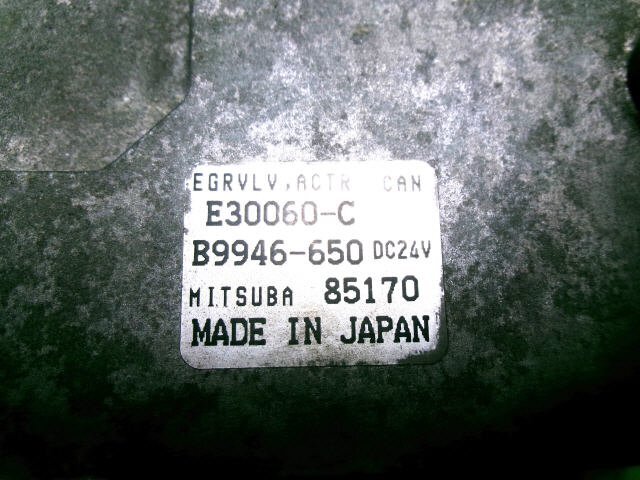 EGRVLV, ACTR CAN
E30060-C
B9946-650 DC24V
MITSUBA 85170
MADE IN JAPAN